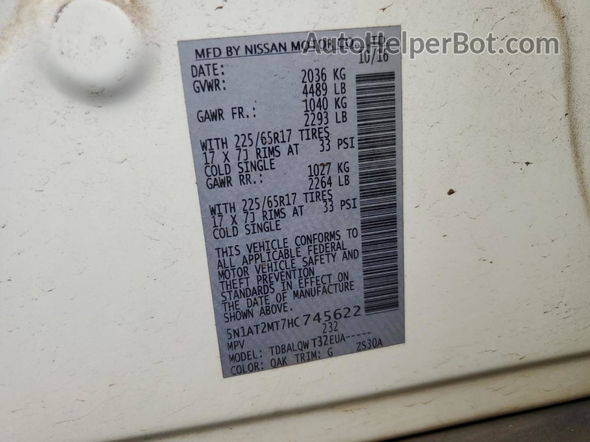 AutoHelperBot.com
MFD BY NISSAN MOTOR CO., LTD
DATE: 10/16
GVWR: 2036 KG
4489 LB
GAWR FR.: 1040 KG
2293 LB
WITH 225/65R17 TIRES
17 X 7J RIMS AT 33 PSI
COLD SINGLE
GAWR RR.: 1027 KG
2264 LB
WITH 225/65R17 TIRES
17 X 7J RIMS AT 33 PSI
COLD SINGLE
THIS VEHICLE CONFORMS TO
ALL APPLICABLE FEDERAL
MOTOR VEHICLE SAFETY AND
THEFT PREVENTION
STANDARDS IN EFFECT ON
THE DATE OF MANUFACTURE
SHOWN ABOVE.
5N1AT2MT7HC745622
MPV 232
MODEL: TDBALQWT32EUA-----
COLOR: QAK TRIM: G ZS30A